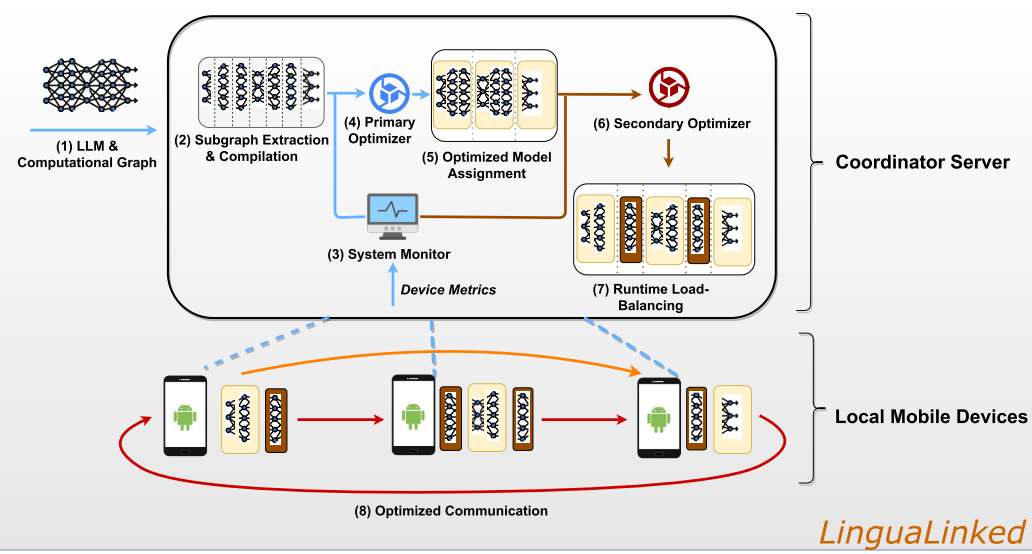 (1) LLM &
Computational Graph
(2) Subgraph Extraction
& Compilation
(4) Primary
Optimizer
(5) Optimized Model
Assignment
(6) Secondary Optimizer
(3) System Monitor
Device Metrics
(7) Runtime Load-
Balancing
Coordinator Server
Local Mobile Devices
(8) Optimized Communication
LinguaLinked